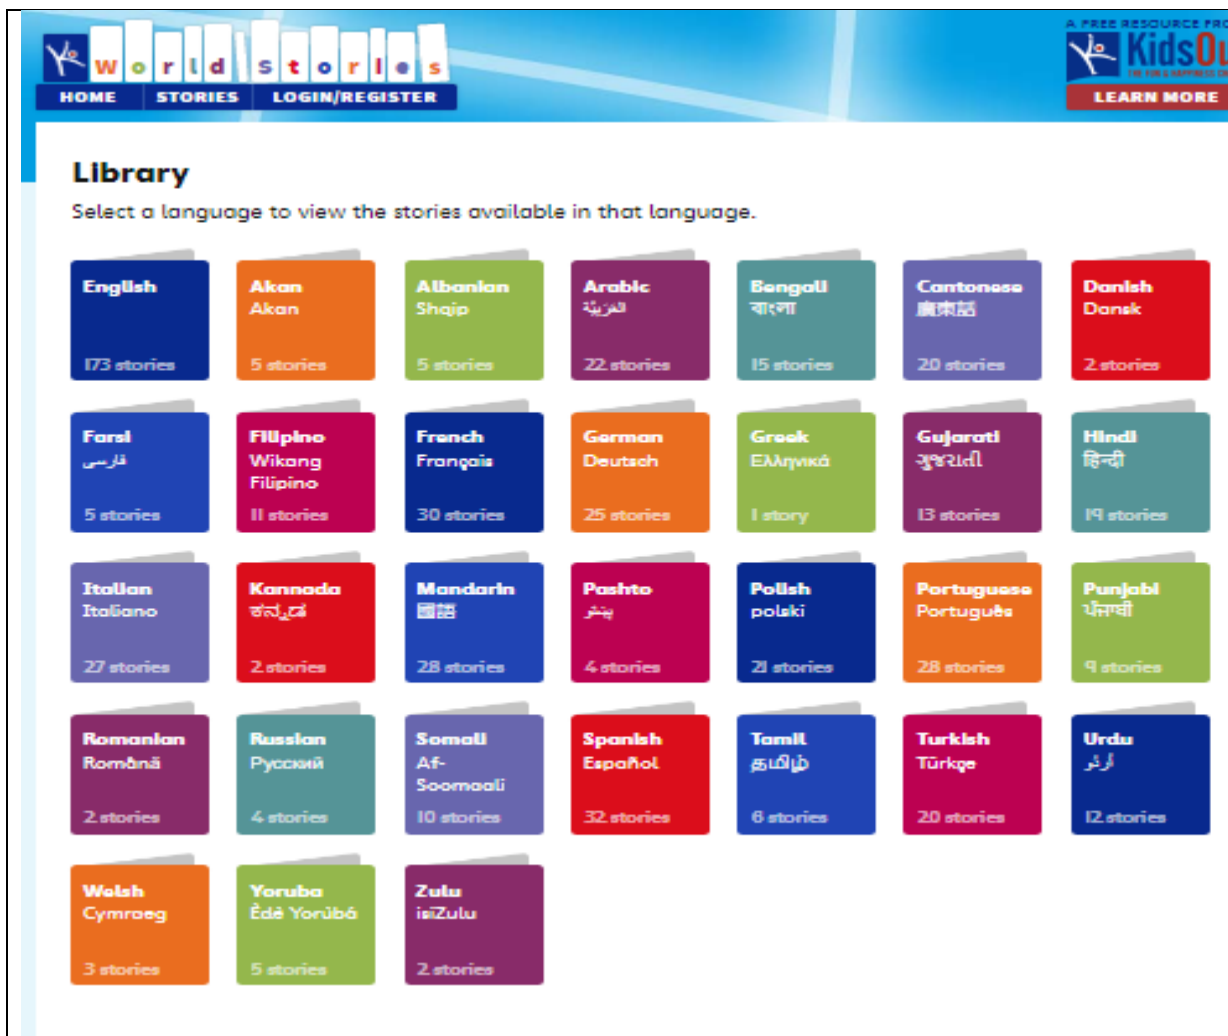 A FREE RESOURCE FRO
world stories
KidsOu
HOME STORIES LOGIN/REGISTER
LEARN MORE
Library
Select a language to view the stories available in that language.
English
173 stories
Akan
Akan
5 stories
Albanian
Shqip
5 stories
Arabic
العَرَبِيَّة
22 stories
Bengali
বাংলা
15 stories
Cantonese
廣東話
20 stories
Danish
Dansk
2 stories
Farsi
فارسی
5 stories
Filipino
Wikang
Filipino
11 stories
French
Français
30 stories
German
Deutsch
25 stories
Greek
Ελληνικά
1 story
Gujarati
ગુજરાતી
13 stories
Hindi
हिन्दी
19 stories
Italian
Italiano
27 stories
Kannada
ಕನ್ನಡ
2 stories
Mandarin
國語
28 stories
Pashto
پښتو
4 stories
Polish
polski
21 stories
Portuguese
Português
28 stories
Punjabi
ਪੰਜਾਬੀ
9 stories
Romanian
Română
2 stories
Russian
Русский
4 stories
Somali
Af-
Soomaali
10 stories
Spanish
Español
32 stories
Tamil
தமிழ்
6 stories
Turkish
Türkçe
20 stories
Urdu
اُردُو
12 stories
Welsh
Cymraeg
3 stories
Yoruba
Èdè Yorùbá
5 stories
Zulu
isiZulu
2 stories